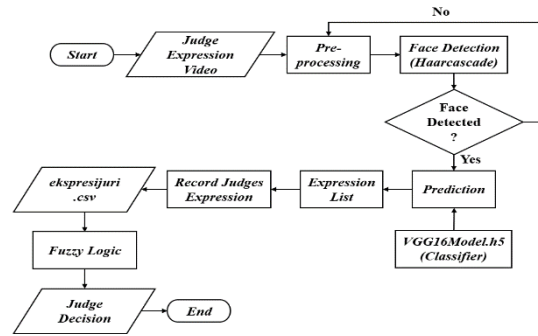 No
Start
Judge
Expression
Video
Pre-
processing
Face Detection
(Haarcascade)
Face
Detected
?
Yes
Prediction
VGG16Model.h5
(Classifier)
Expression
List
Record Judges
Expression
ekspresijuri
.csv
Fuzzy Logic
Judge
Decision
End